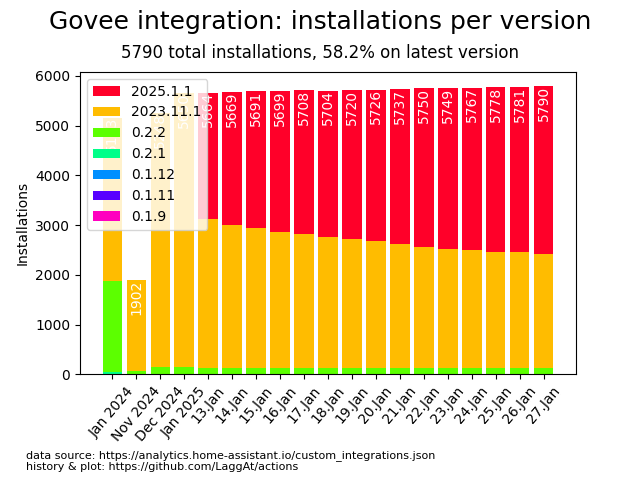 Govee integration: installations per version
5790 total installations, 58.2% on latest version
6000
5000
4000
3000
2000
1000
0
Installations
2025.1.1
2023.11.1
0.2.2
0.2.1
0.1.12
0.1.11
0.1.9
1902
5664
5669
5691
5699
5708
5704
5720
5726
5737
5750
5749
5767
5778
5781
5790
Jan 2024
Nov 2024
Dec 2024
Jan 2025
13.Jan
14.Jan
15.Jan
16.Jan
17.Jan
18.Jan
19.Jan
20.Jan
21.Jan
22.Jan
23.Jan
24.Jan
25.Jan
26.Jan
27.Jan
data source: https://analytics.home-assistant.io/custom_integrations.json
history & plot: https://github.com/LaggAt/actions